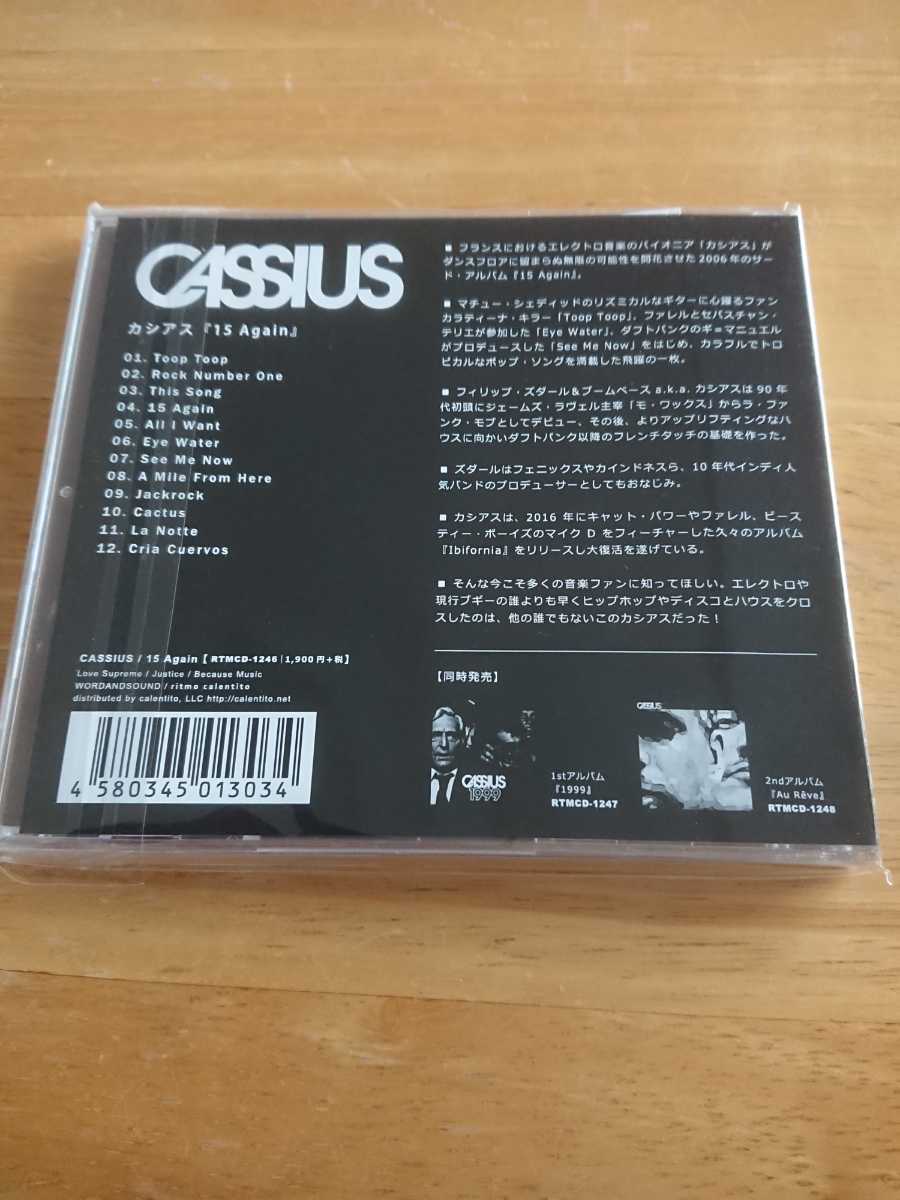 CASSIUS
カシアス『15 Again』
01. Toop Toop
02. Rock Number One
03. This Song
04. 15 Again
05. All I Want
06. Eye Water
07. See Me Now
08. A Mile From Here
09. Jackrock
10. Cactus
11. La Notte
12. Cria Cuervos
CASSIUS / 15 Again【 RTMCD-1246 | 1,900円+税】
Love Supreme / Justice / Because Music
WORDANDSOUND / ritmo calentito
distributed by calentito, LLC http://calentito.net
4 580345 013034
■ フランスにおけるエレクトロ音楽のパイオニア「カシアス」が
ダンスフロアに留まらぬ無限の可能性を開花させた2006年のサー
ド・アルバム『15 Again』。
■ マチュー・シェディッドのリズミカルなギターに心躍るファン
カラティーナ・キラー「Toop Toop」、ファレルとセバスチャン・
テリエが参加した「Eye Water」、ダフトパンクのギ=マニュエル
がプロデュースした「See Me Now」をはじめ、カラフルでトロ
ピカルなポップ・ソングを満載した飛躍の一枚。
■ フィリップ・ズダール＆ブームベース a.k.a. カシアスは90年
代初頭にジェームズ・ラヴェル主宰「モ・ワックス」からラ・ファ
ンク・モブとしてデビュー、その後、よりアップリフティングなハ
ウスに向かいダフトパンク以降のフレンチタッチの基礎を作った。
■ ズダールはフェニックスやカインドネスら、10年代インディ人
気バンドのプロデューサーとしてもおなじみ。
■ カシアスは、2016年にキャット・パワーやファレル、ビース
ティー・ボーイズのマイクDをフィーチャーした久々のアルバム
『Ibifornia』をリリースし大復活を遂げている。
■ そんな今こそ多くの音楽ファンに知ってほしい。エレクトロや
現行ブギーの誰よりも早くヒップホップやディスコとハウスをクロ
スしたのは、他の誰でもないこのカシアスだった！
【同時発売】
CASSIUS
1999
1stアルバム
『1999』
RTMCD-1247
CASSIUS
2ndアルバム
『Au Rêve』
RTMCD-1248